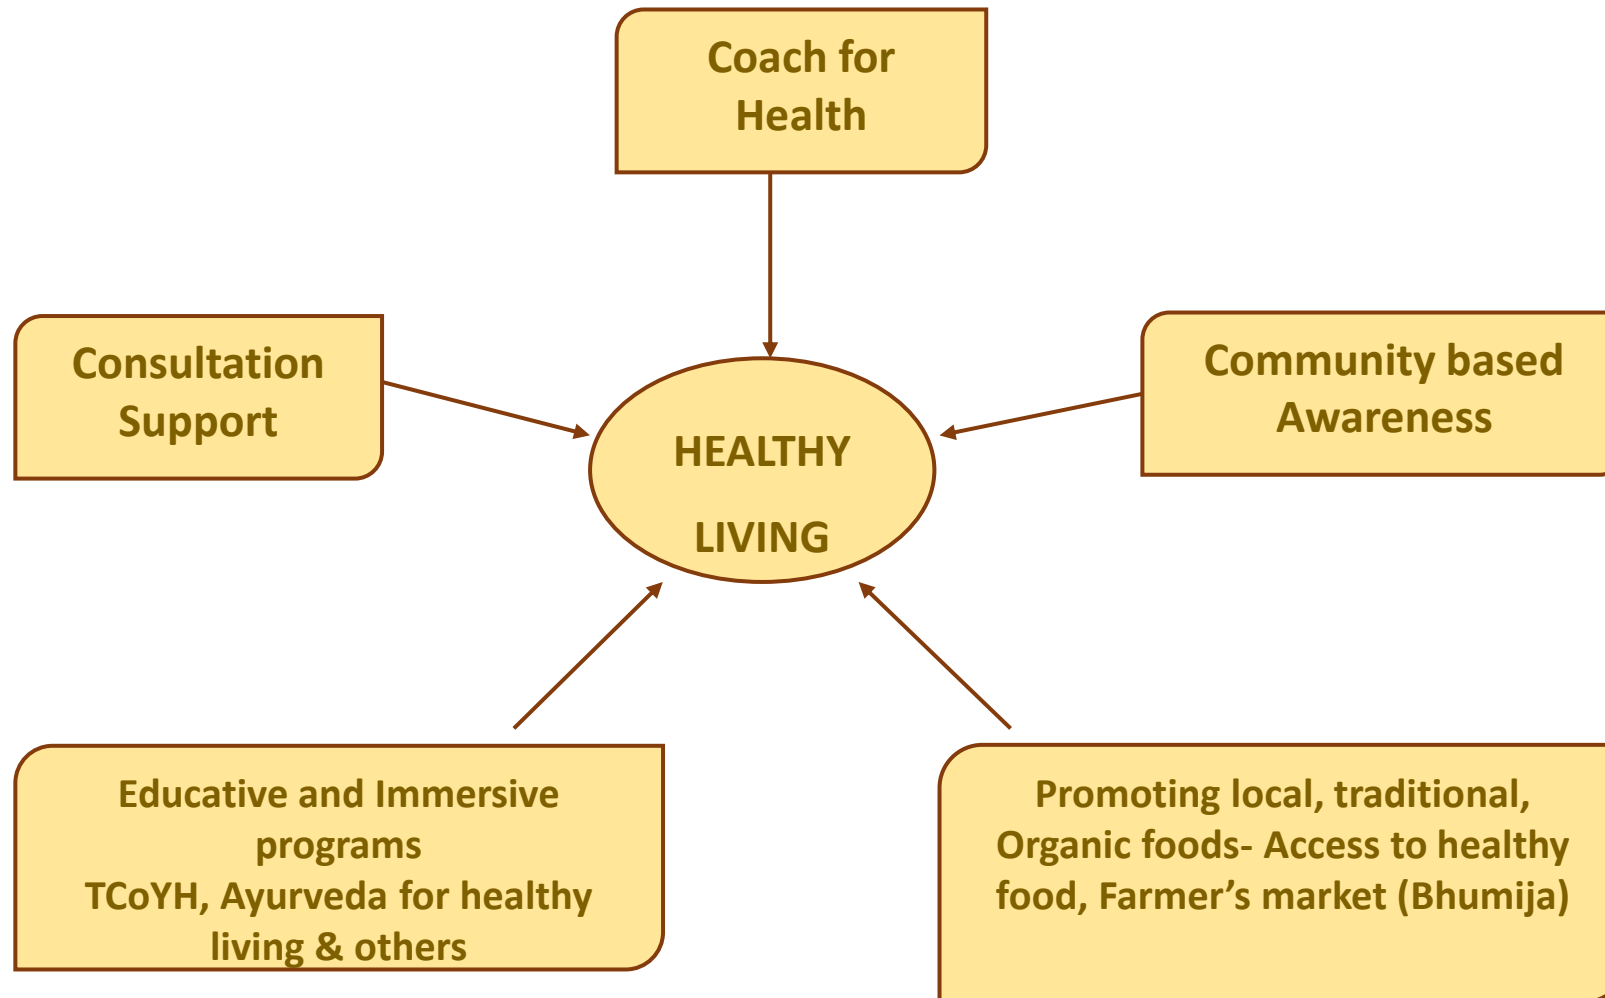 Coach for
Health
Consultation
Support
Community based
Awareness
HEALTHY
LIVING
Educative and Immersive
programs
TCoYH, Ayurveda for healthy
living & others
Promoting local, traditional,
Organic foods- Access to healthy
food, Farmer’s market (Bhumija)